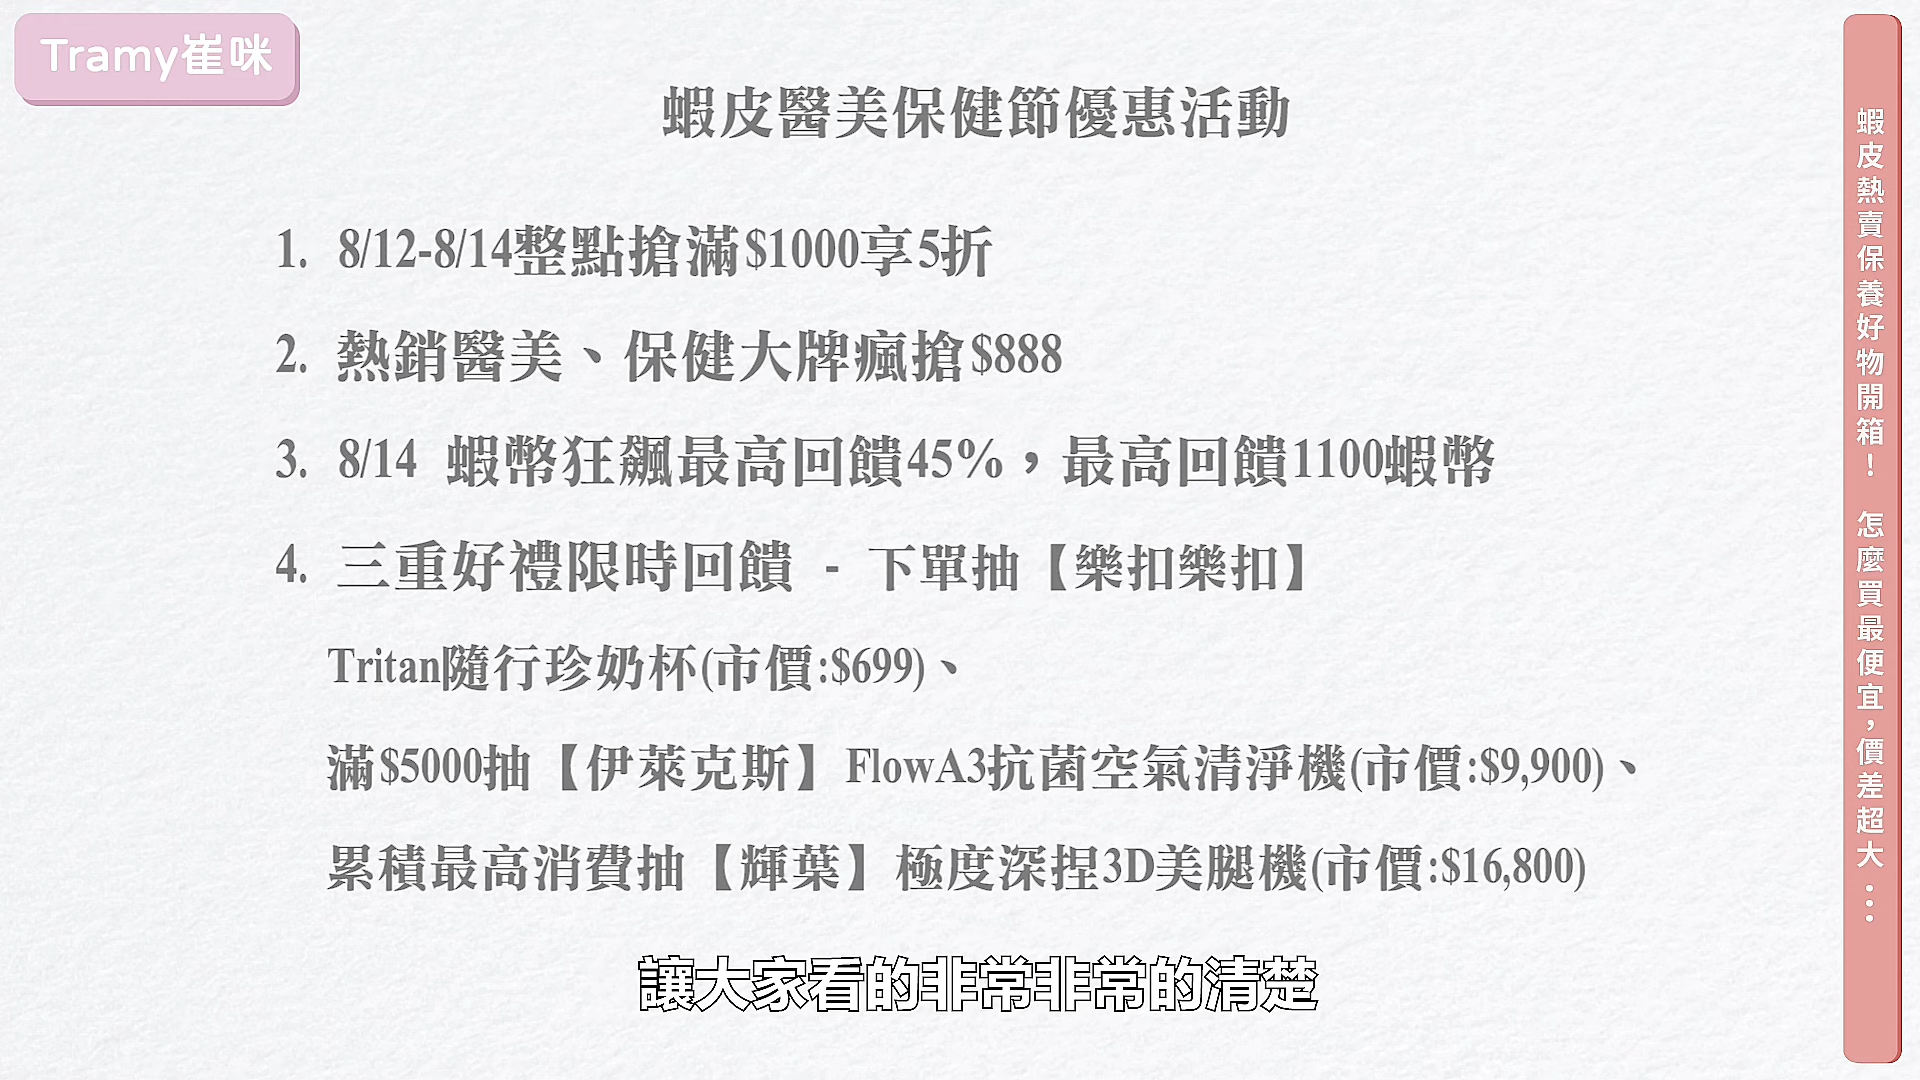 Tramy崔咪
蝦皮醫美保健節優惠活動
1. 8/12-8/14整點搶滿$1000享5折
2. 熱銷醫美、保健大牌瘋搶$888
3. 8/14 蝦幣狂飆最高回饋45%，最高回饋1100蝦幣
4. 三重好禮限時回饋 - 下單抽【樂扣樂扣】
Tritan隨行珍奶杯(市價:$699)、
滿$5000抽【伊萊克斯】FlowA3抗菌空氣清淨機(市價:$9,900)、
累積最高消費抽【輝葉】極度深捏3D美腿機(市價:$16,800)
讓大家看的非常非常的清楚
蝦皮熱賣保養好物開箱！ 怎麼買最便宜，價差超大…